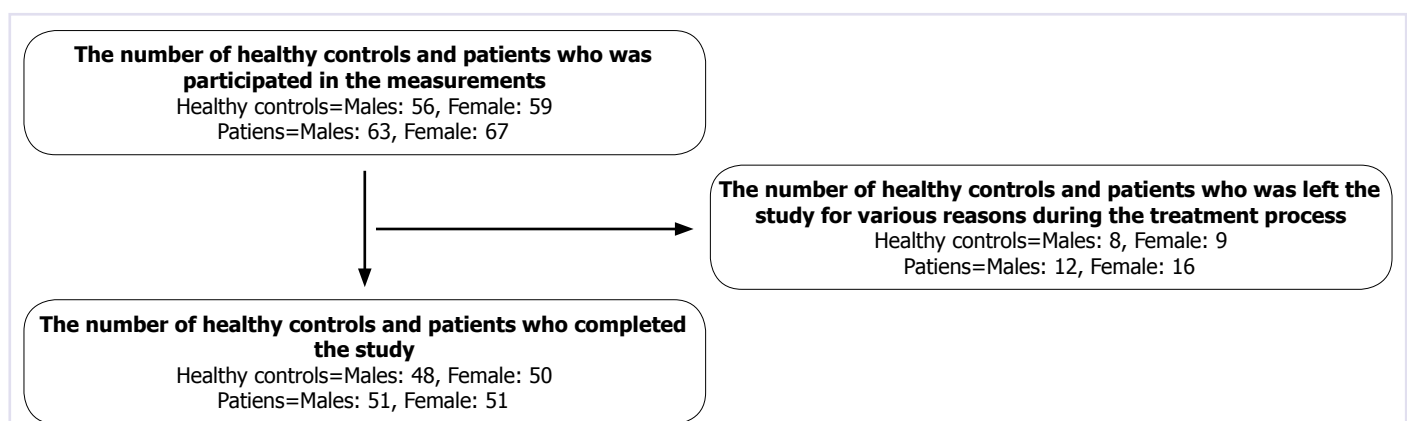 The number of healthy controls and patients who was
participated in the measurements
Healthy controls=Males: 56, Female: 59
Patiens=Males: 63, Female: 67
The number of healthy controls and patients who was left the
study for various reasons during the treatment process
Healthy controls=Males: 8, Female: 9
Patiens=Males: 12, Female: 16
The number of healthy controls and patients who completed
the study
Healthy controls=Males: 48, Female: 50
Patiens=Males: 51, Female: 51